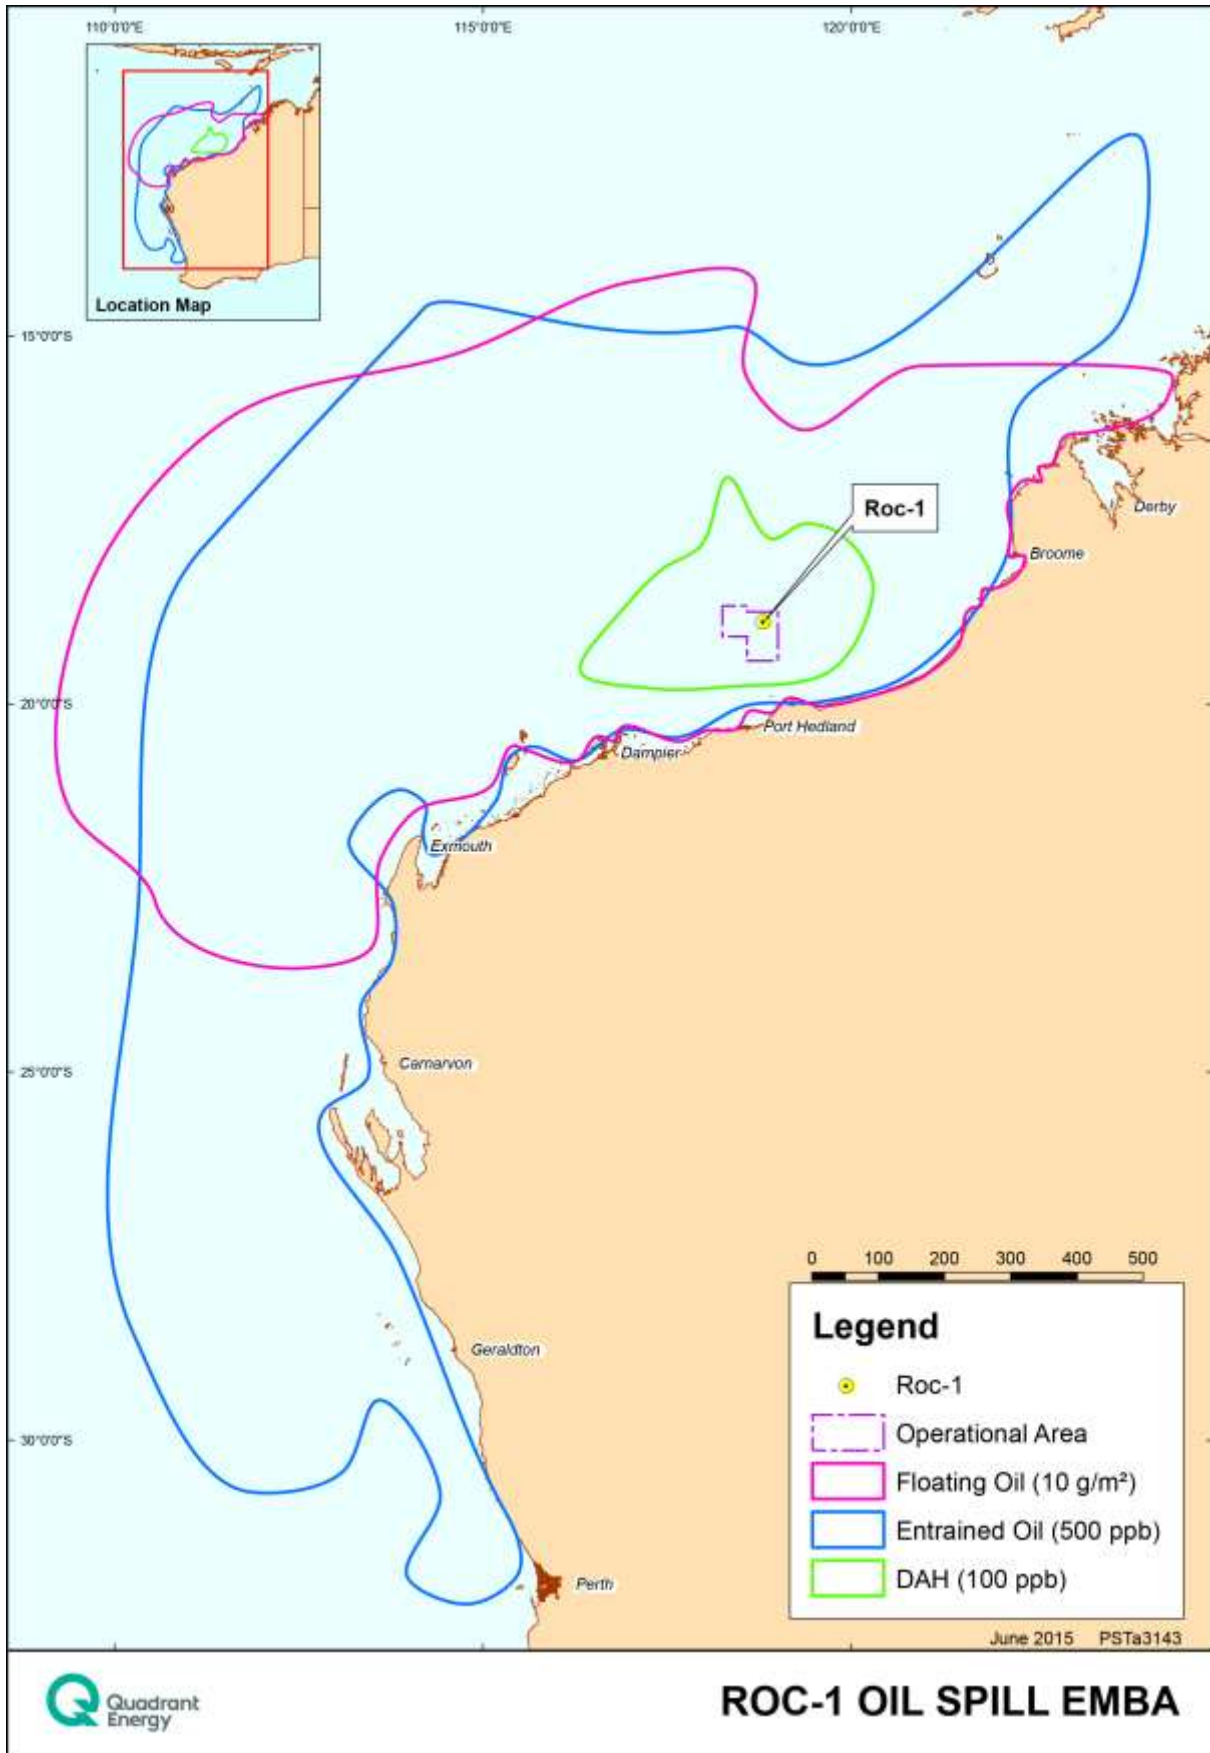 110°0'0"E
115°0'0"E
120°0'0"E
Location Map
15°0'0"S
Roc-1
Derby
Broome
20°0'0"S
Port Hedland
Dampier
Exmouth
25°0'0"S
Carnarvon
0 100 200 300 400 500
Legend
Geraldton
Roc-1
30°0'0"S
Operational Area
Floating Oil (10 g/m²)
Entrained Oil (500 ppb)
DAH (100 ppb)
Perth
June 2015 PSTa3143
Quadrant
Energy
ROC-1 OIL SPILL EMBA